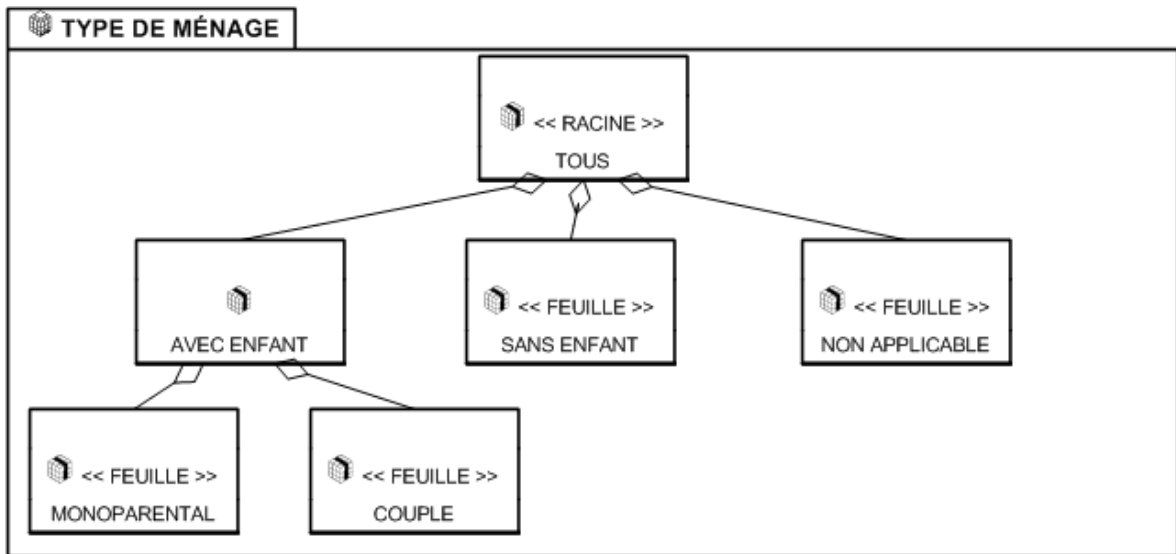 TYPE DE MÉNAGE
<< RACINE >>
TOUS
AVEC ENFANT
<< FEUILLE >>
SANS ENFANT
<< FEUILLE >>
NON APPLICABLE
<< FEUILLE >>
MONOPARENTAL
<< FEUILLE >>
COUPLE